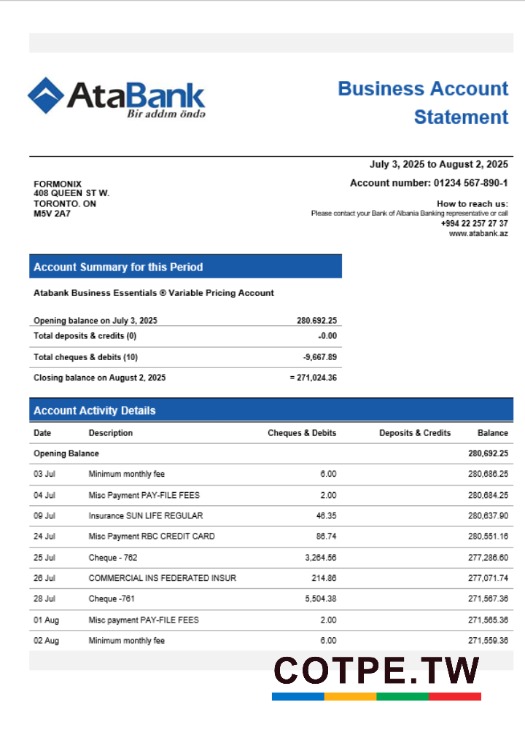 AtaBank
Bir addım öndə
Business Account
Statement
July 3, 2025 to August 2, 2025
Account number: 01234 567-890-1
FORMONIX
408 QUEEN ST W.
TORONTO. ON
M5V 2A7
How to reach us:
Please contact your Bank of Albania Banking representative or call
+994 22 257 27 37
www.atabank.az
Account Summary for this Period
Atabank Business Essentials ® Variable Pricing Account
Opening balance on July 3, 2025 280.692.25
Total deposits & credits (0) -0.00
Total cheques & debits (10) -9,667.89
Closing balance on August 2, 2025 = 271,024.36
Account Activity Details
Date Description Cheques & Debits Deposits & Credits Balance
Opening Balance 280,692.25
03 Jul Minimum monthly fee 6.00 280,686.25
04 Jul Misc Payment PAY-FILE FEES 2.00 280,684.25
09 Jul Insurance SUN LIFE REGULAR 46.35 280,637.90
24 Jul Misc Payment RBC CREDIT CARD 86.74 280,551.16
25 Jul Cheque - 762 3,264.56 277,286.60
26 Jul COMMERCIAL INS FEDERATED INSUR 214.86 277,071.74
28 Jul Cheque -761 5,504.38 271,567.36
01 Aug Misc payment PAY-FILE FEES 2.00 271,565.36
02 Aug Minimum monthly fee 6.00 271,559.36
COTPE.TW